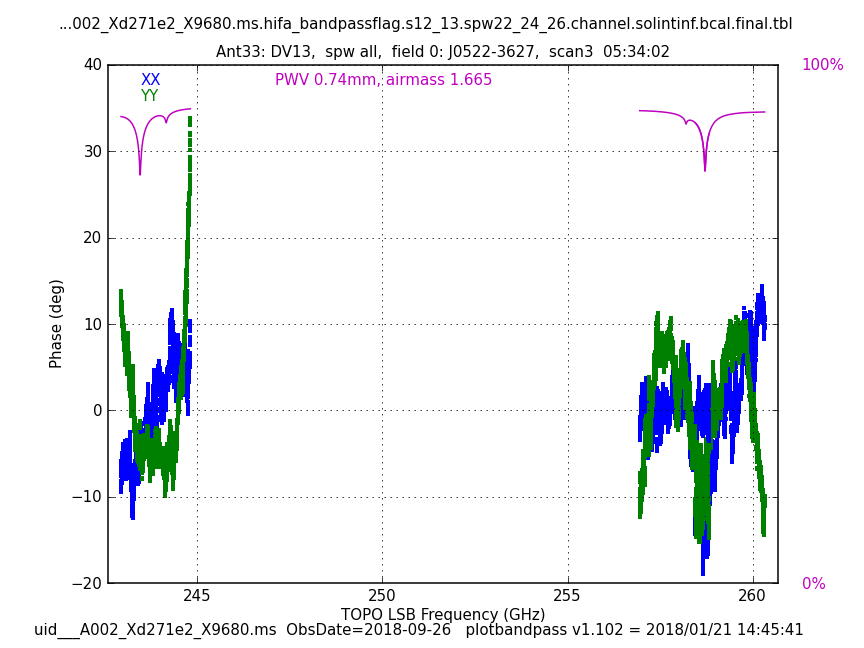 ...002_Xd271e2_X9680.ms.hifa_bandpassflag.s12_13.spw22_24_26.channel.solintinf.bcal.final.tbl
Ant33: DV13,  spw all,  field 0: J0522-3627,  scan3  05:34:02
40
XX
PWV 0.74mm, airmass 1.665
100%
YY
30
20
Phase (deg)
10
0
−10
−20
0%
245
250
255
260
TOPO LSB Frequency (GHz)
uid___A002_Xd271e2_X9680.ms  ObsDate=2018-09-26   plotbandpass v1.102 = 2018/01/21 14:45:41